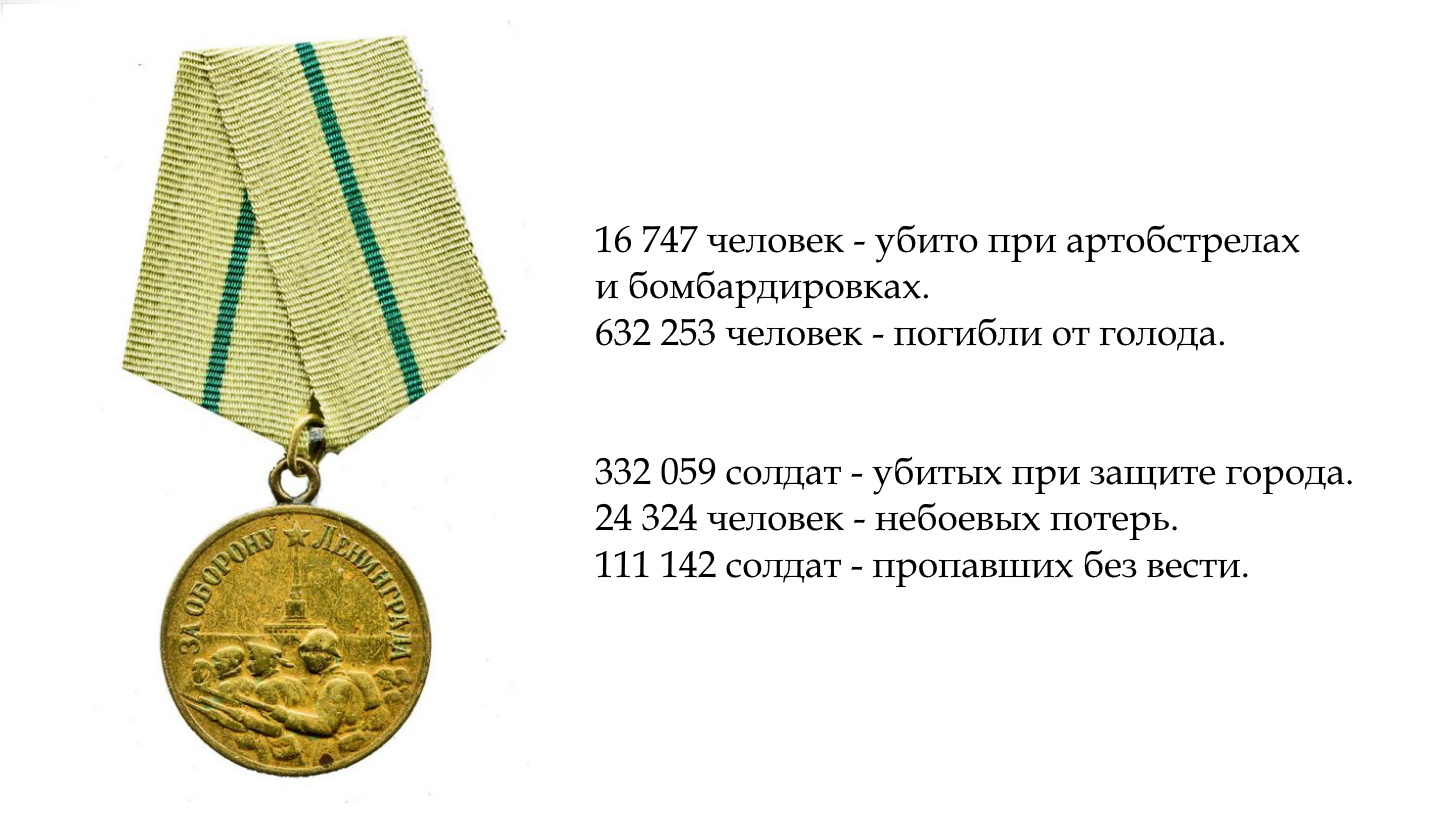 ЗА ОБОРОНУ ЛЕНИНГРАДА
16 747 человек - убито при артобстрелах
и бомбардировках.
632 253 человек - погибли от голода.
332 059 солдат - убитых при защите города.
24 324 человек - небоевых потерь.
111 142 солдат - пропавших без вести.